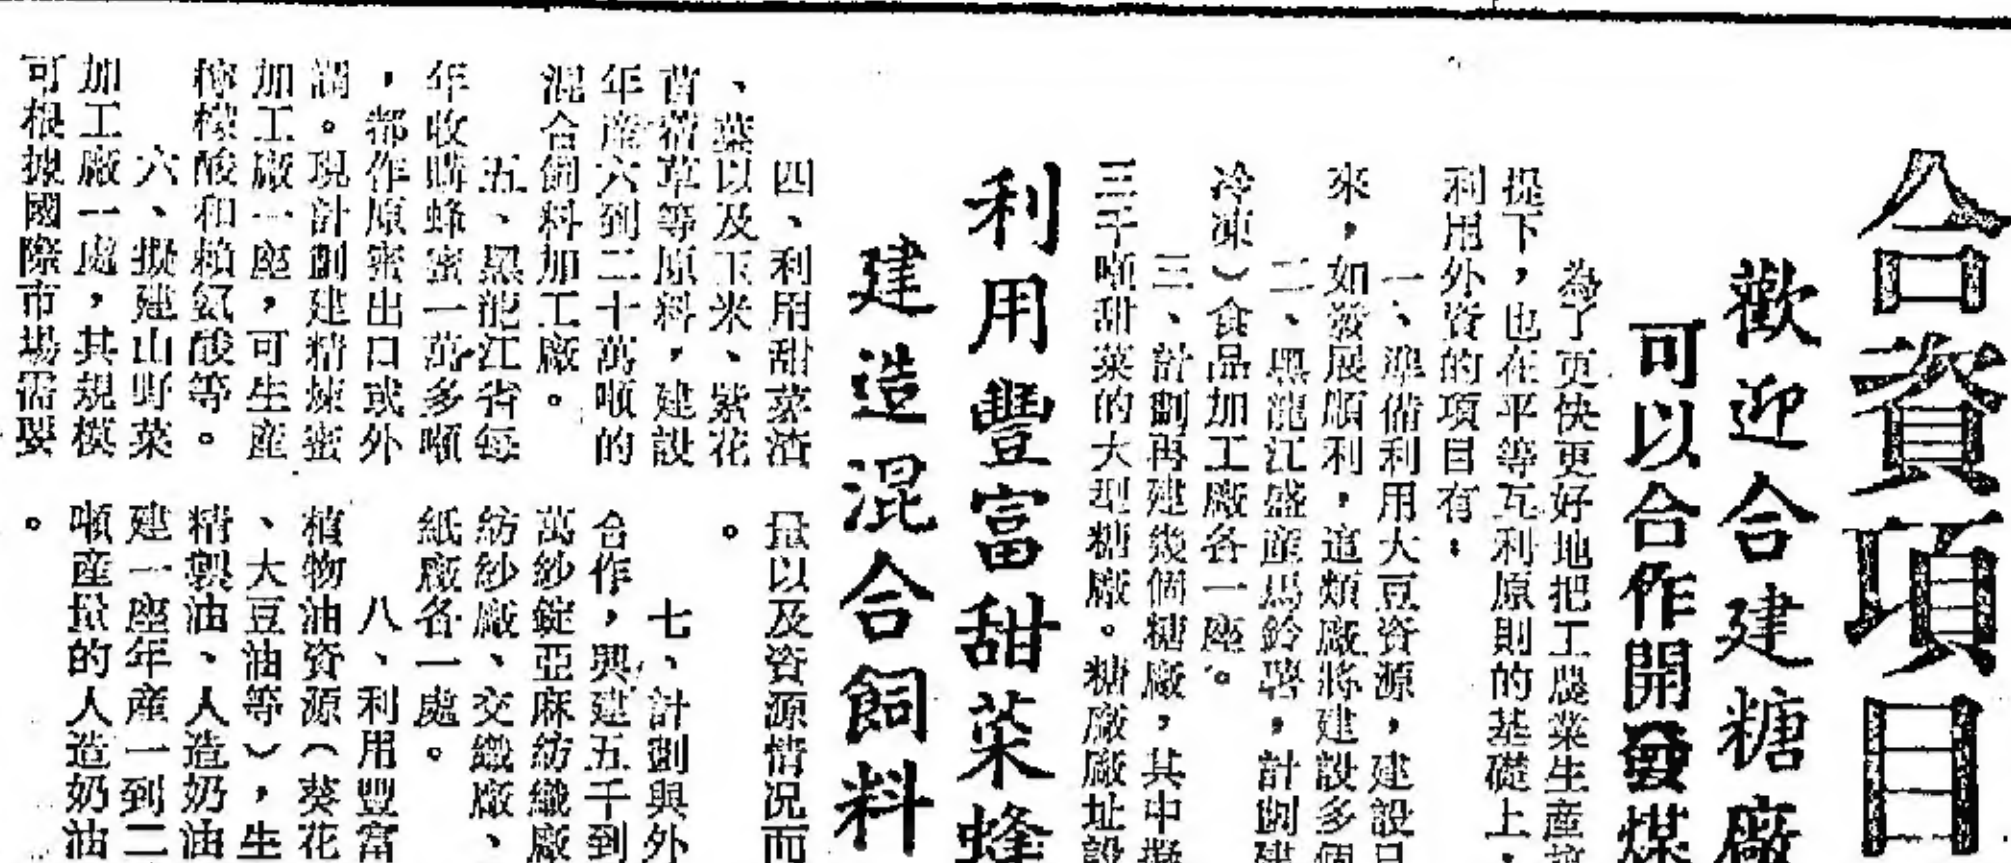 合資項目
歡迎合建糖廠
可以合作開發煤
為了更快更好地把工農業生產
提下，也在平等互利原則的基礎上，
利用外資的項目有：
一、準備利用大豆資源，建設
來，如發展順利，這類廠將建設多個
二、黑龍江盛產馬鈴薯，計劃建
冷凍）食品加工廠各一座。
三、計劃再建幾個糖廠，其中擬
三千噸甜菜的大型糖廠。糖廠廠址設
利用豐富甜菜蜂
建造混合飼料
四、利用甜菜渣
、葉以及玉米、紫花
苜蓿草等原料，建設
年產六到二十萬噸的
混合飼料加工廠。
五、黑龍江省每
年收購蜂蜜一萬多噸
，都作原蜜出口或外
調。現計劃建精煉蜜
加工廠一座，可生產
檸檬酸和賴氨酸等。
六、擬建山野菜
加工廠一處，其規模
可根據國際市場需要
量以及資源情况而
。
七、計劃與外
合作，興建五千到
萬紗錠亞麻紡織廠
紡紗廠、交織廠、
紙廠各一處。
八、利用豐富
植物油資源（葵花
、大豆油等），生
精製油、人造奶油
建一座年產一到二
噸產量的人造奶油
。